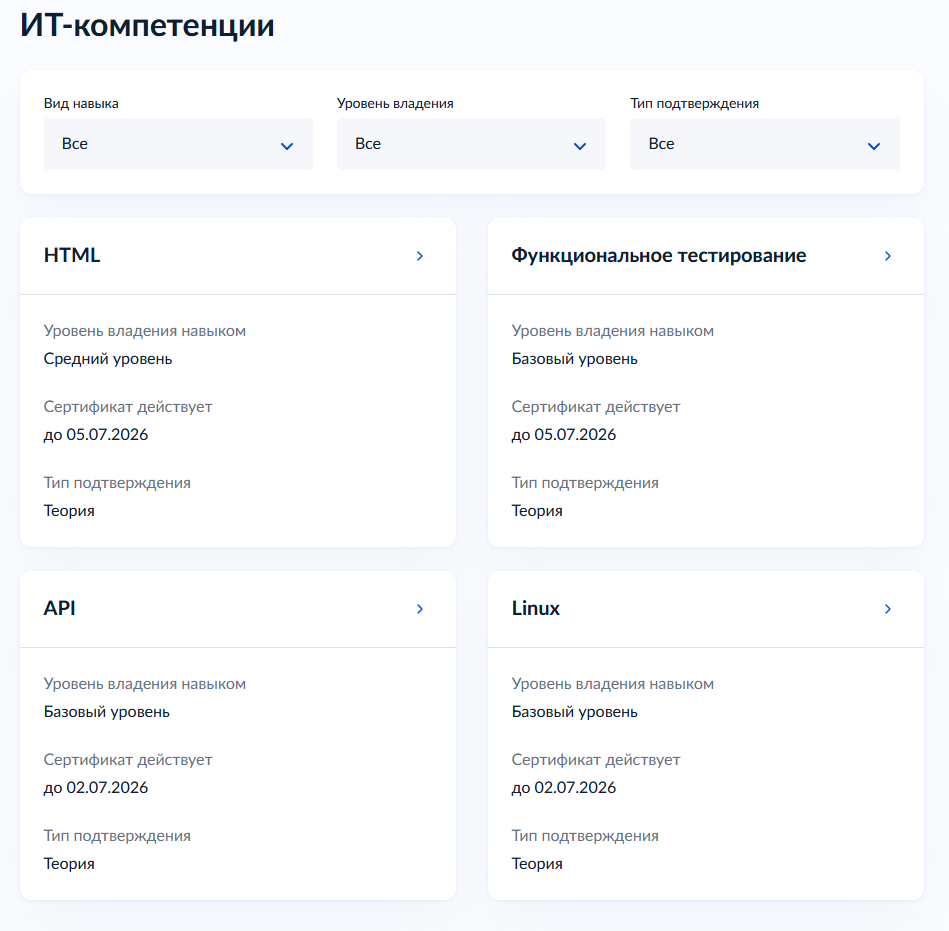 ИТ-компетенции
Вид навыка
Все
Уровень владения
Все
Тип подтверждения
Все
HTML
Уровень владения навыком
Средний уровень
Сертификат действует
до 05.07.2026
Тип подтверждения
Теория
Функциональное тестирование
Уровень владения навыком
Базовый уровень
Сертификат действует
до 05.07.2026
Тип подтверждения
Теория
API
Уровень владения навыком
Базовый уровень
Сертификат действует
до 02.07.2026
Тип подтверждения
Теория
Linux
Уровень владения навыком
Базовый уровень
Сертификат действует
до 02.07.2026
Тип подтверждения
Теория